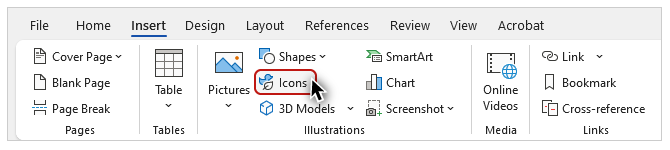 File Home Insert Design Layout References Review View Acrobat
Cover Page
Blank Page
Page Break
Pages
Table
Tables
Pictures
Shapes
Icons
3D Models
SmartArt
Chart
Screenshot
Illustrations
Online
Videos
Media
Link
Bookmark
Cross-reference
Links